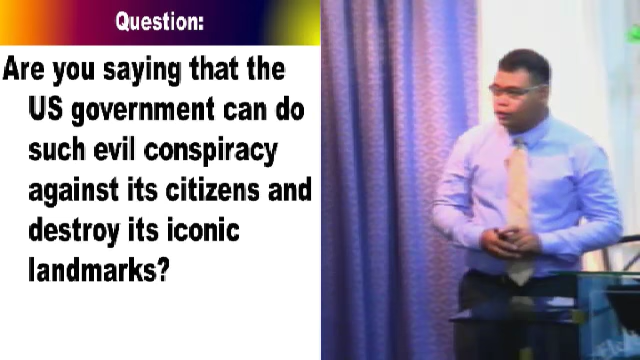 Question:
Are you saying that the
US government can do
such evil conspiracy
against its citizens and
destroy its iconic
landmarks?